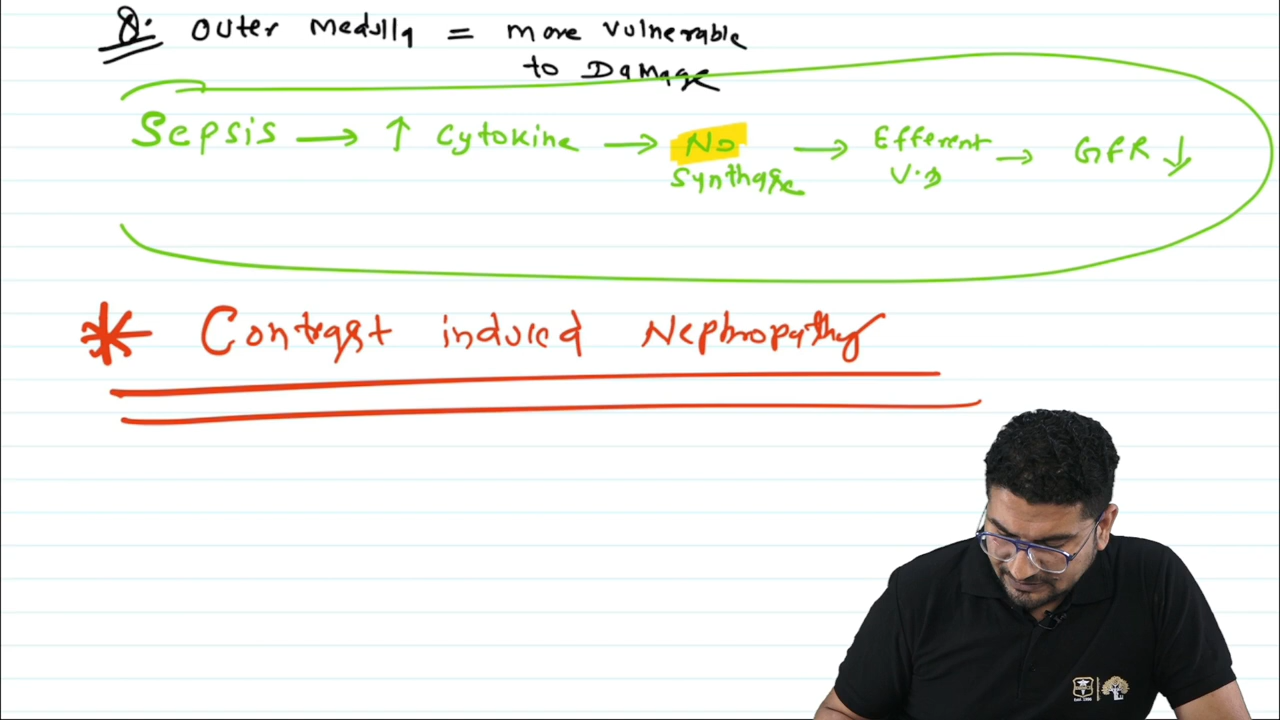 Q. Outer Medulla = more vulnerable
to Damage
Sepsis → ↑ Cytokine → NO Synthase → Efferent V.D → GFR ↓
* Contrast induced Nephropathy